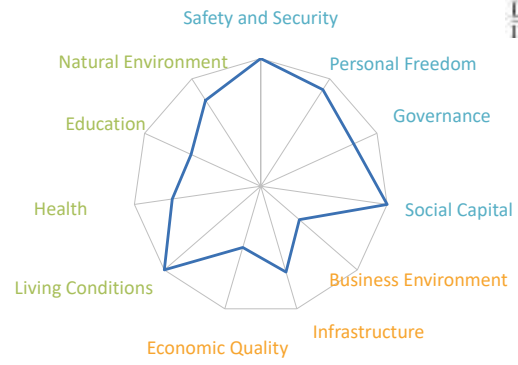 Safety and Security
Natural Environment
Personal Freedom
Education
Governance
Health
Social Capital
Living Conditions
Business Environment
Economic Quality
Infrastructure